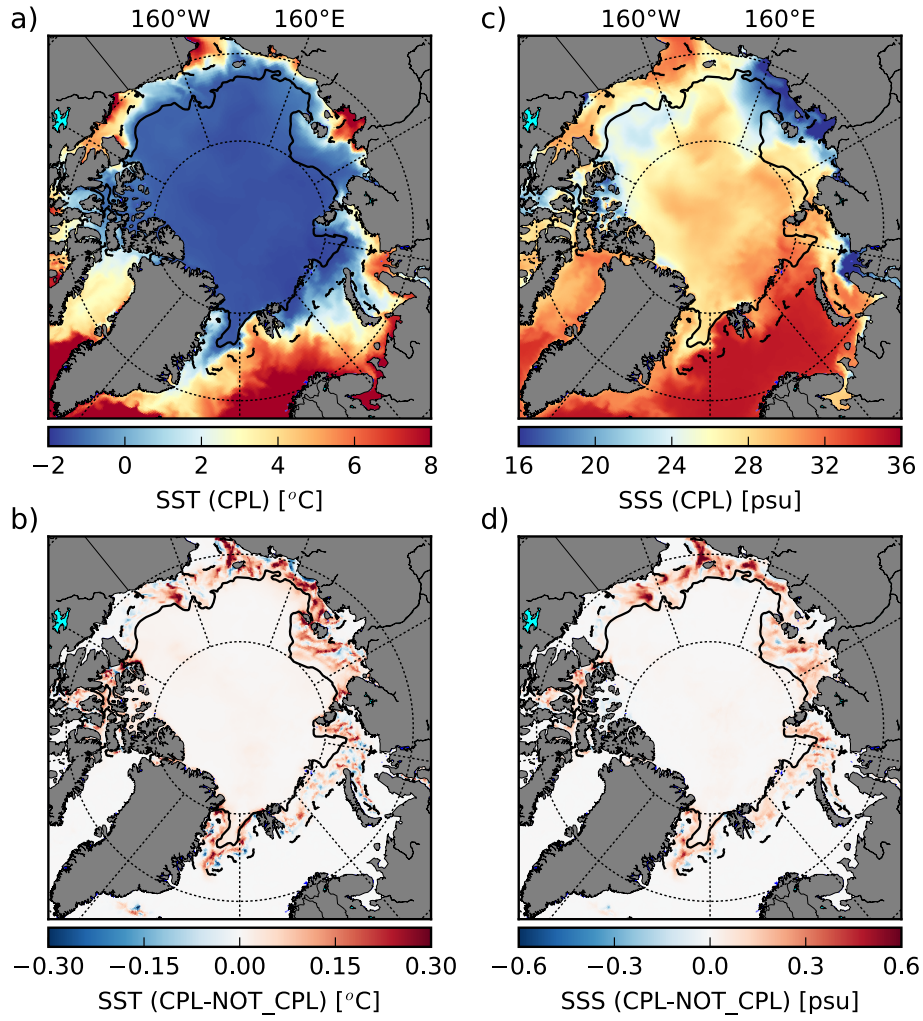 a)
160°W
160°E
−2 0 2 4 6 8
SST (CPL) [°C]
c)
160°W
160°E
16 20 24 28 32 36
SSS (CPL) [psu]
b)
−0.30 −0.15 0.00 0.15 0.30
SST (CPL-NOT_CPL) [°C]
d)
−0.6 −0.3 0.0 0.3 0.6
SSS (CPL-NOT_CPL) [psu]